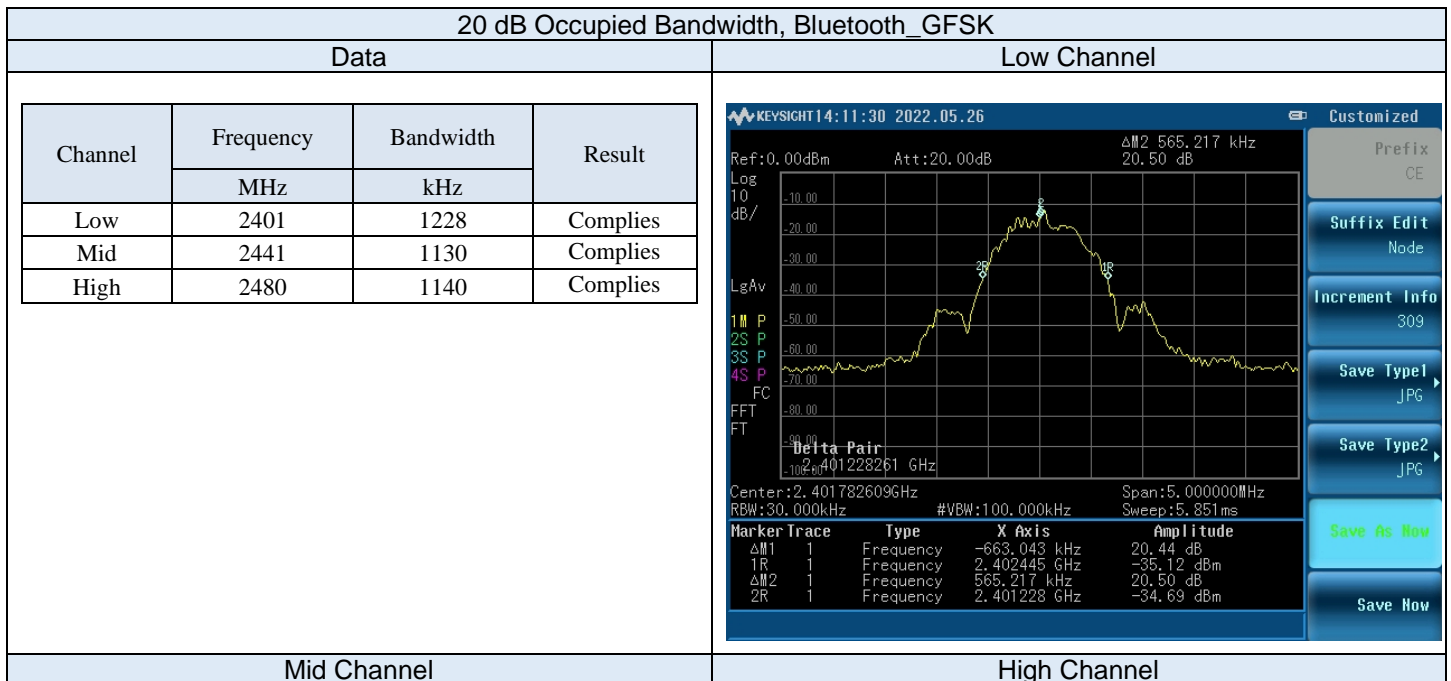 20 dB Occupied Bandwidth, Bluetooth_GFSK
Data
Low Channel
Channel Frequency Bandwidth Result
MHz kHz
Low 2401 1228 Complies
Mid 2441 1130 Complies
High 2480 1140 Complies
KEYSIGHT 14:11:30 2022.05.26 Customized
ΔM2 565.217 kHz
Ref:0.00dBm Att:20.00dB 20.50 dB
Log
10
dB/
LgAv
1M P
2S P
3S P
4S P
FC
FFT
FT
-10.00
-20.00
-30.00
-40.00
-50.00
-60.00
-70.00
-80.00
-90.00
-100.00
2R
1R
Delta Pair
2.401228261 GHz
Center:2.401782609GHz Span:5.000000MHz
RBW:30.000kHz #VBW:100.000kHz Sweep:5.851ms
Marker Trace Type X Axis Amplitude
ΔM1 1 Frequency -663.043 kHz 20.44 dB
1R 1 Frequency 2.402445 GHz -35.12 dBm
ΔM2 1 Frequency 565.217 kHz 20.50 dB
2R 1 Frequency 2.401228 GHz -34.69 dBm
Prefix
CE
Suffix Edit
Node
Increment Info
309
Save Type1
JPG
Save Type2
JPG
Save As Now
Save Now
Mid Channel
High Channel